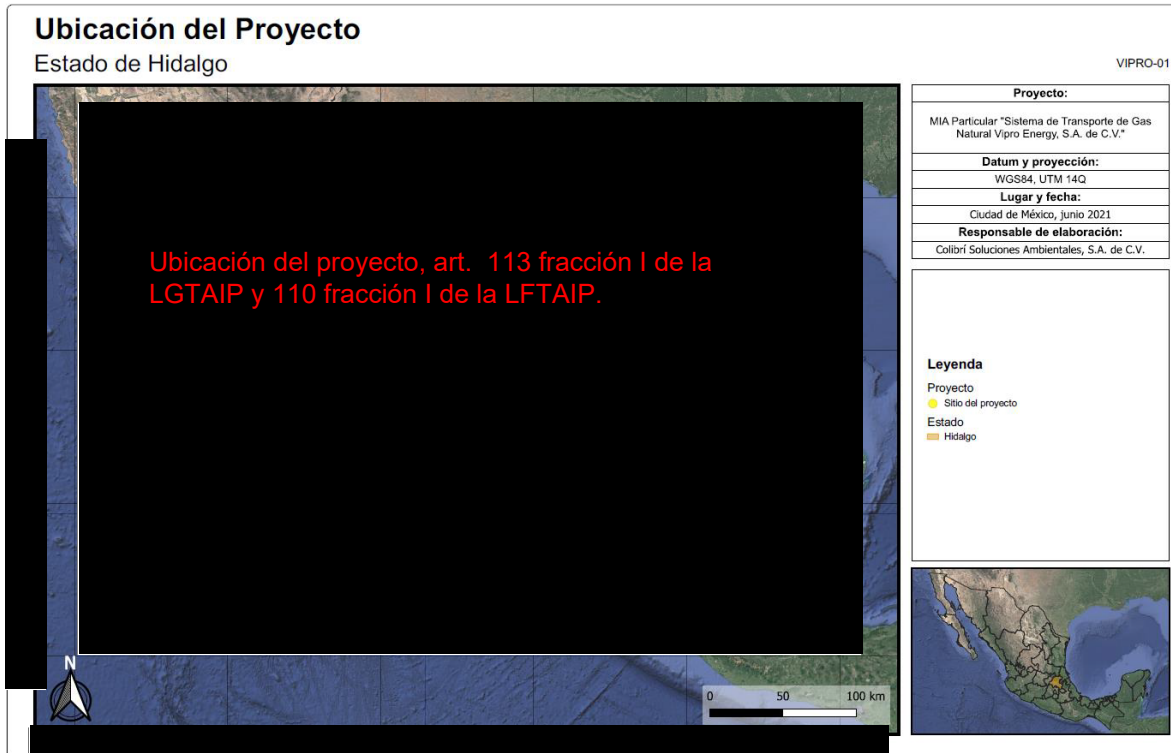 Ubicación del Proyecto
Estado de Hidalgo
VIPRO-01
Ubicación del proyecto, art. 113 fracción I de la
LGTAIP y 110 fracción I de la LFTAIP.
N
0 50 100 km
Proyecto:
MIA Particular "Sistema de Transporte de Gas
Natural Vipro Energy, S.A. de C.V."
Datum y proyección:
WGS84, UTM 14Q
Lugar y fecha:
Ciudad de México, junio 2021
Responsable de elaboración:
Colibrí Soluciones Ambientales, S.A. de C.V.
Leyenda
Proyecto
Sitio del proyecto
Estado
Hidalgo